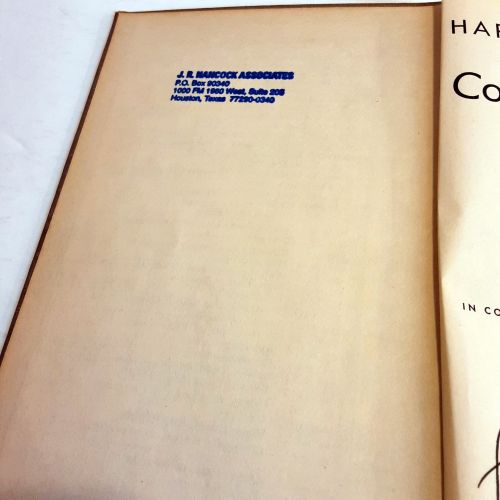 J. R. HANCOCK ASSOCIATES
P.O. Box 90340
1000 FM 1960 West, Suite 205
Houston, Texas 77290-0340
HAR
Co
IN CO